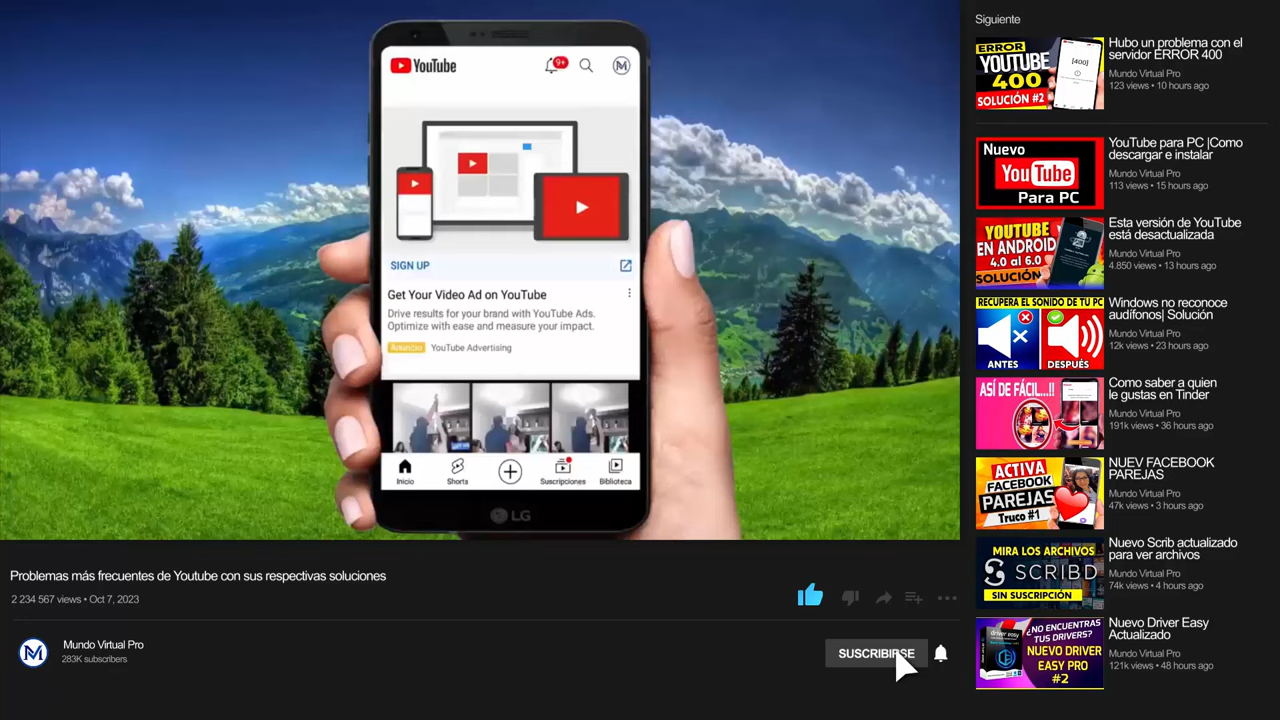 YouTube
9+
SIGN UP
Get Your Video Ad on YouTube
Drive results for your brand with YouTube Ads.
Optimize with ease and measure your impact.
Anuncio YouTube Advertising
Inicio
Shorts
Suscripciones
Biblioteca
LG
Problemas más frecuentes de Youtube con sus respectivas soluciones
2 234 567 views • Oct 7, 2023
Mundo Virtual Pro
283K subscribers
SUSCRIBIRSE
Siguiente
ERROR
YOUTUBE
400
SOLUCIÓN #2
[400]
Hubo un problema con el
servidor ERROR 400
Mundo Virtual Pro
123 views • 10 hours ago
Nuevo
YouTube
Para PC
YouTube para PC |Como
descargar e instalar
Mundo Virtual Pro
113 views • 15 hours ago
YOUTUBE
EN ANDROID
4.0 al 6.0
SOLUCIÓN
Esta versión de YouTube
está desactualizada
Mundo Virtual Pro
4.850 views • 13 hours ago
RECUPERA EL SONIDO DE TU PC
ANTES
DESPUÉS
Windows no reconoce
audífonos| Solución
Mundo Virtual Pro
12k views • 23 hours ago
ASÍ DE FÁCIL...!!
Como saber a quien
le gustas en Tinder
Mundo Virtual Pro
191k views • 36 hours ago
ACTIVA
FACEBOOK
PAREJAS
Truco #1
NUEV FACEBOOK
PAREJAS
Mundo Virtual Pro
47k views • 3 hours ago
MIRA LOS ARCHIVOS
SCRIBD
SIN SUSCRIPCIÓN
Nuevo Scrib actualizado
para ver archivos
Mundo Virtual Pro
74k views • 4 hours ago
¿NO ENCUENTRAS
TUS DRIVERS?
NUEVO DRIVER
EASY PRO
#2
driver easy
Nuevo Driver Easy
Actualizado
Mundo Virtual Pro
121k views • 48 hours ago